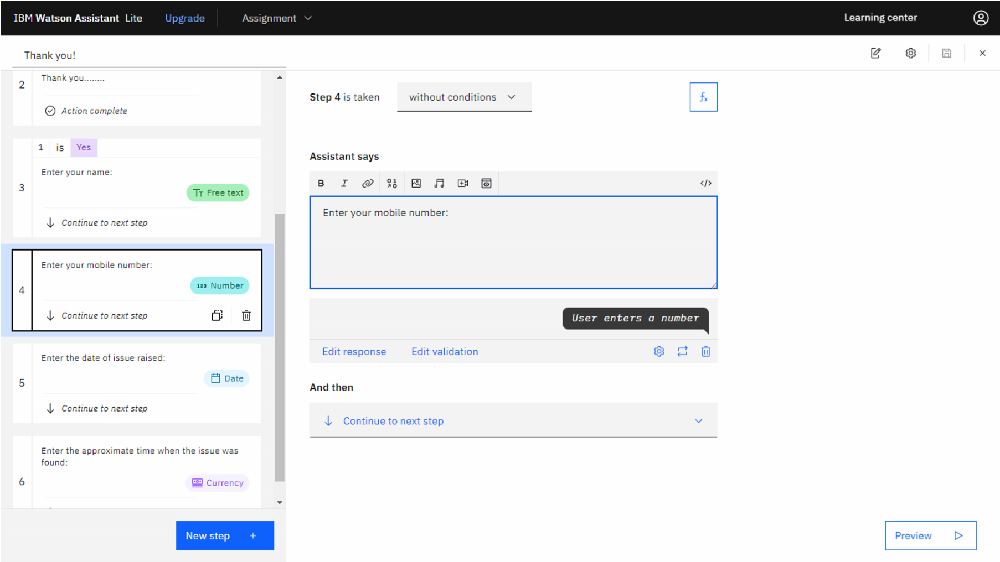 IBM Watson Assistant Lite Upgrade Assignment Learning center
Thank you!
2
Thank you........
Action complete
1 is Yes
3
Enter your name:
Free text
Continue to next step
4
Enter your mobile number:
123 Number
Continue to next step
5
Enter the date of issue raised:
Date
Continue to next step
6
Enter the approximate time when the issue was
found:
Currency
New step +
Step 4 is taken without conditions
fx
Assistant says
B I </>
Enter your mobile number:
User enters a number
Edit response Edit validation
And then
Continue to next step
Preview